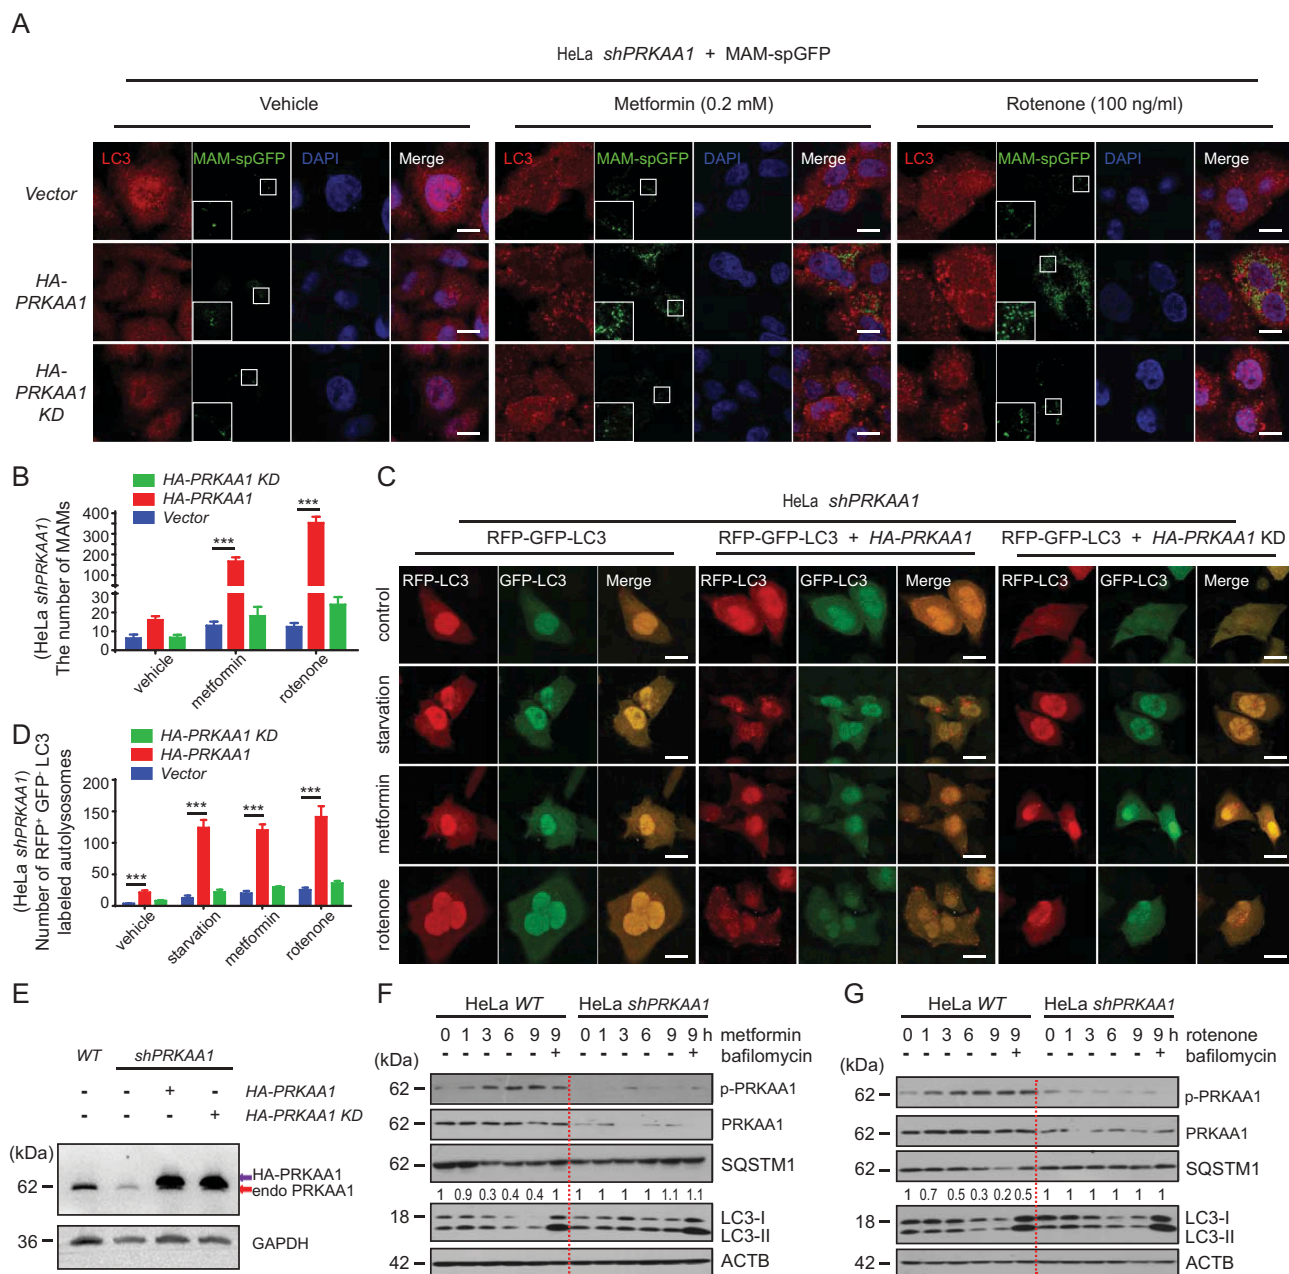 A
HeLa shPRKAA1 + MAM-spGFP
Vehicle Metformin (0.2 mM) Rotenone (100 ng/ml)
LC3 MAM-spGFP DAPI Merge LC3 MAM-spGFP DAPI Merge LC3 MAM-spGFP DAPI Merge
Vector
HA-
PRKAA1
HA-
PRKAA1
KD
B
HA-PRKAA1 KD
HA-PRKAA1
Vector
(HeLa shPRKAA1)
The number of MAMs
400
300
200
100
30
20
10
0
*** ***
vehicle metformin rotenone
C
HeLa shPRKAA1
RFP-GFP-LC3 RFP-GFP-LC3 + HA-PRKAA1 RFP-GFP-LC3 + HA-PRKAA1 KD
RFP-LC3 GFP-LC3 Merge RFP-LC3 GFP-LC3 Merge RFP-LC3 GFP-LC3 Merge
control
starvation
metformin
rotenone
D
HA-PRKAA1 KD
HA-PRKAA1
Vector
(HeLa shPRKAA1)
Number of RFP+ GFP- LC3
labeled autolysosomes
200
150
100
50
0
*** *** *** ***
vehicle starvation metformin rotenone
E
WT shPRKAA1
- - + - HA-PRKAA1
- - - + HA-PRKAA1 KD
(kDa)
62
HA-PRKAA1
endo PRKAA1
36
GAPDH
F
HeLa WT HeLa shPRKAA1
0 1 3 6 9 9 0 1 3 6 9 9 h metformin
(kDa) - - - - - + - - - - - + bafilomycin
62 p-PRKAA1
62 PRKAA1
62 SQSTM1
1 0.9 0.3 0.4 0.4 1 1 1 1 1 1.1 1.1
18 LC3-I
LC3-II
42 ACTB
G
HeLa WT HeLa shPRKAA1
0 1 3 6 9 9 0 1 3 6 9 9 h rotenone
(kDa) - - - - - + - - - - - + bafilomycin
62 p-PRKAA1
62 PRKAA1
62 SQSTM1
1 0.7 0.5 0.3 0.2 0.5 1 1 1 1 1 1
18 LC3-I
LC3-II
42 ACTB